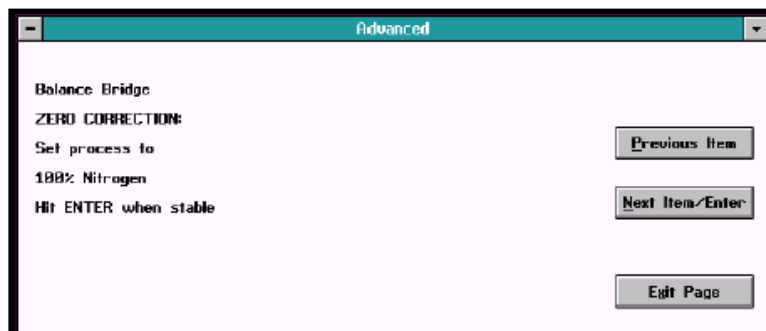 Advanced
Balance Bridge
ZERO CORRECTION:
Set process to
100% Nitrogen
Hit ENTER when stable
Previous Item
Next Item/Enter
Exit Page